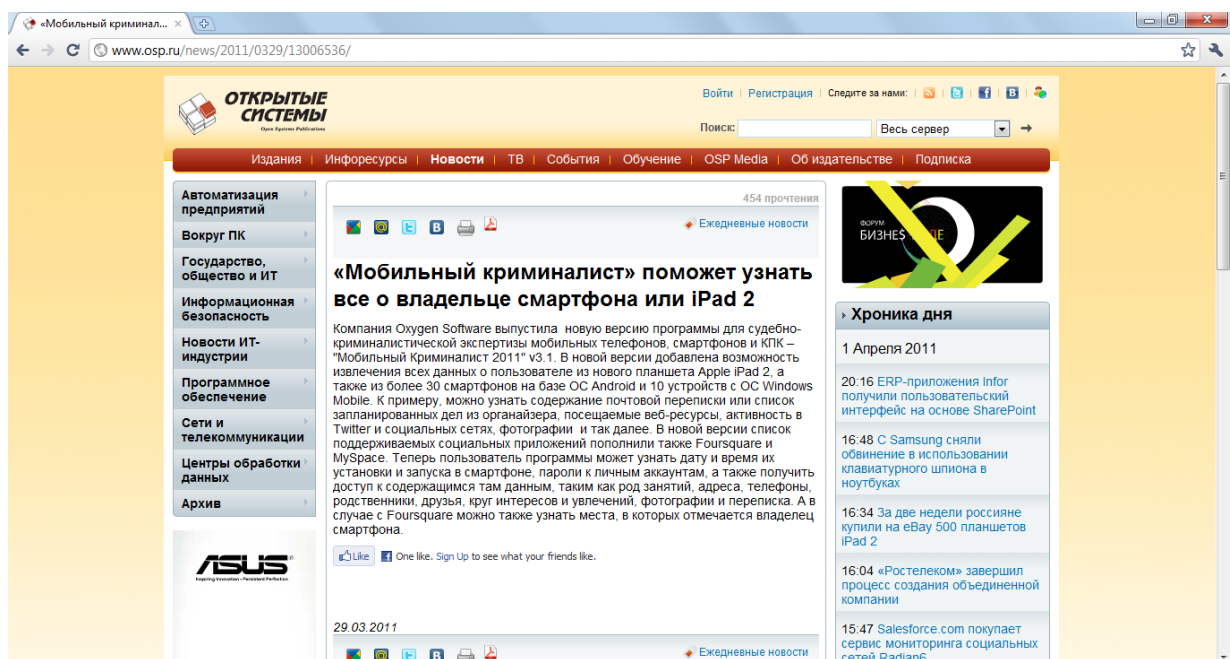 «Мобильный криминал...
www.osp.ru/news/2011/0329/13006536/
ОТКРЫТЫЕ
СИСТЕМЫ
Open Systems Publications
Войти | Регистрация | Следите за нами:
Поиск:
Весь сервер
Издания | Инфоресурсы | Новости | ТВ | События | Обучение | OSP Media | Об издательстве | Подписка
Автоматизация
предприятий
Вокруг ПК
Государство,
общество и ИТ
Информационная
безопасность
Новости ИТ-
индустрии
Программное
обеспечение
Сети и
телекоммуникации
Центры обработки
данных
Архив
ASUS
Inspiring Innovation • Persistent Perfection
454 прочтения
Ежедневные новости
«Мобильный криминалист» поможет узнать
все о владельце смартфона или iPad 2
Компания Oxygen Software выпустила новую версию программы для судебно-
криминалистической экспертизы мобильных телефонов, смартфонов и КПК –
"Мобильный Криминалист 2011" v3.1. В новой версии добавлена возможность
извлечения всех данных о пользователе из нового планшета Apple iPad 2, а
также из более 30 смартфонов на базе ОС Android и 10 устройств с ОС Windows
Mobile. К примеру, можно узнать содержание почтовой переписки или список
запланированных дел из органайзера, посещаемые веб-ресурсы, активность в
Twitter и социальных сетях, фотографии и так далее. В новой версии список
поддерживаемых социальных приложений пополнили также Foursquare и
MySpace. Теперь пользователь программы может узнать дату и время их
установки и запуска в смартфоне, пароли к личным аккаунтам, а также получить
доступ к содержащимся там данным, таким как род занятий, адреса, телефоны,
родственники, друзья, круг интересов и увлечений, фотографии и переписка. А в
случае с Foursquare можно также узнать места, в которых отмечается владелец
смартфона.
Like One like. Sign Up to see what your friends like.
29.03.2011
Ежедневные новости
ФОРУМ
Хроника дня
1 Апреля 2011
20:16 ERP-приложения Infor
получили пользовательский
интерфейс на основе SharePoint
16:48 С Samsung сняли
обвинение в использовании
клавиатурного шпиона в
ноутбуках
16:34 За две недели россияне
купили на eBay 500 планшетов
iPad 2
16:04 «Ростелеком» завершил
процесс создания объединенной
компании
15:47 Salesforce.com покупает
сервис мониторинга социальных
сетей Radian6